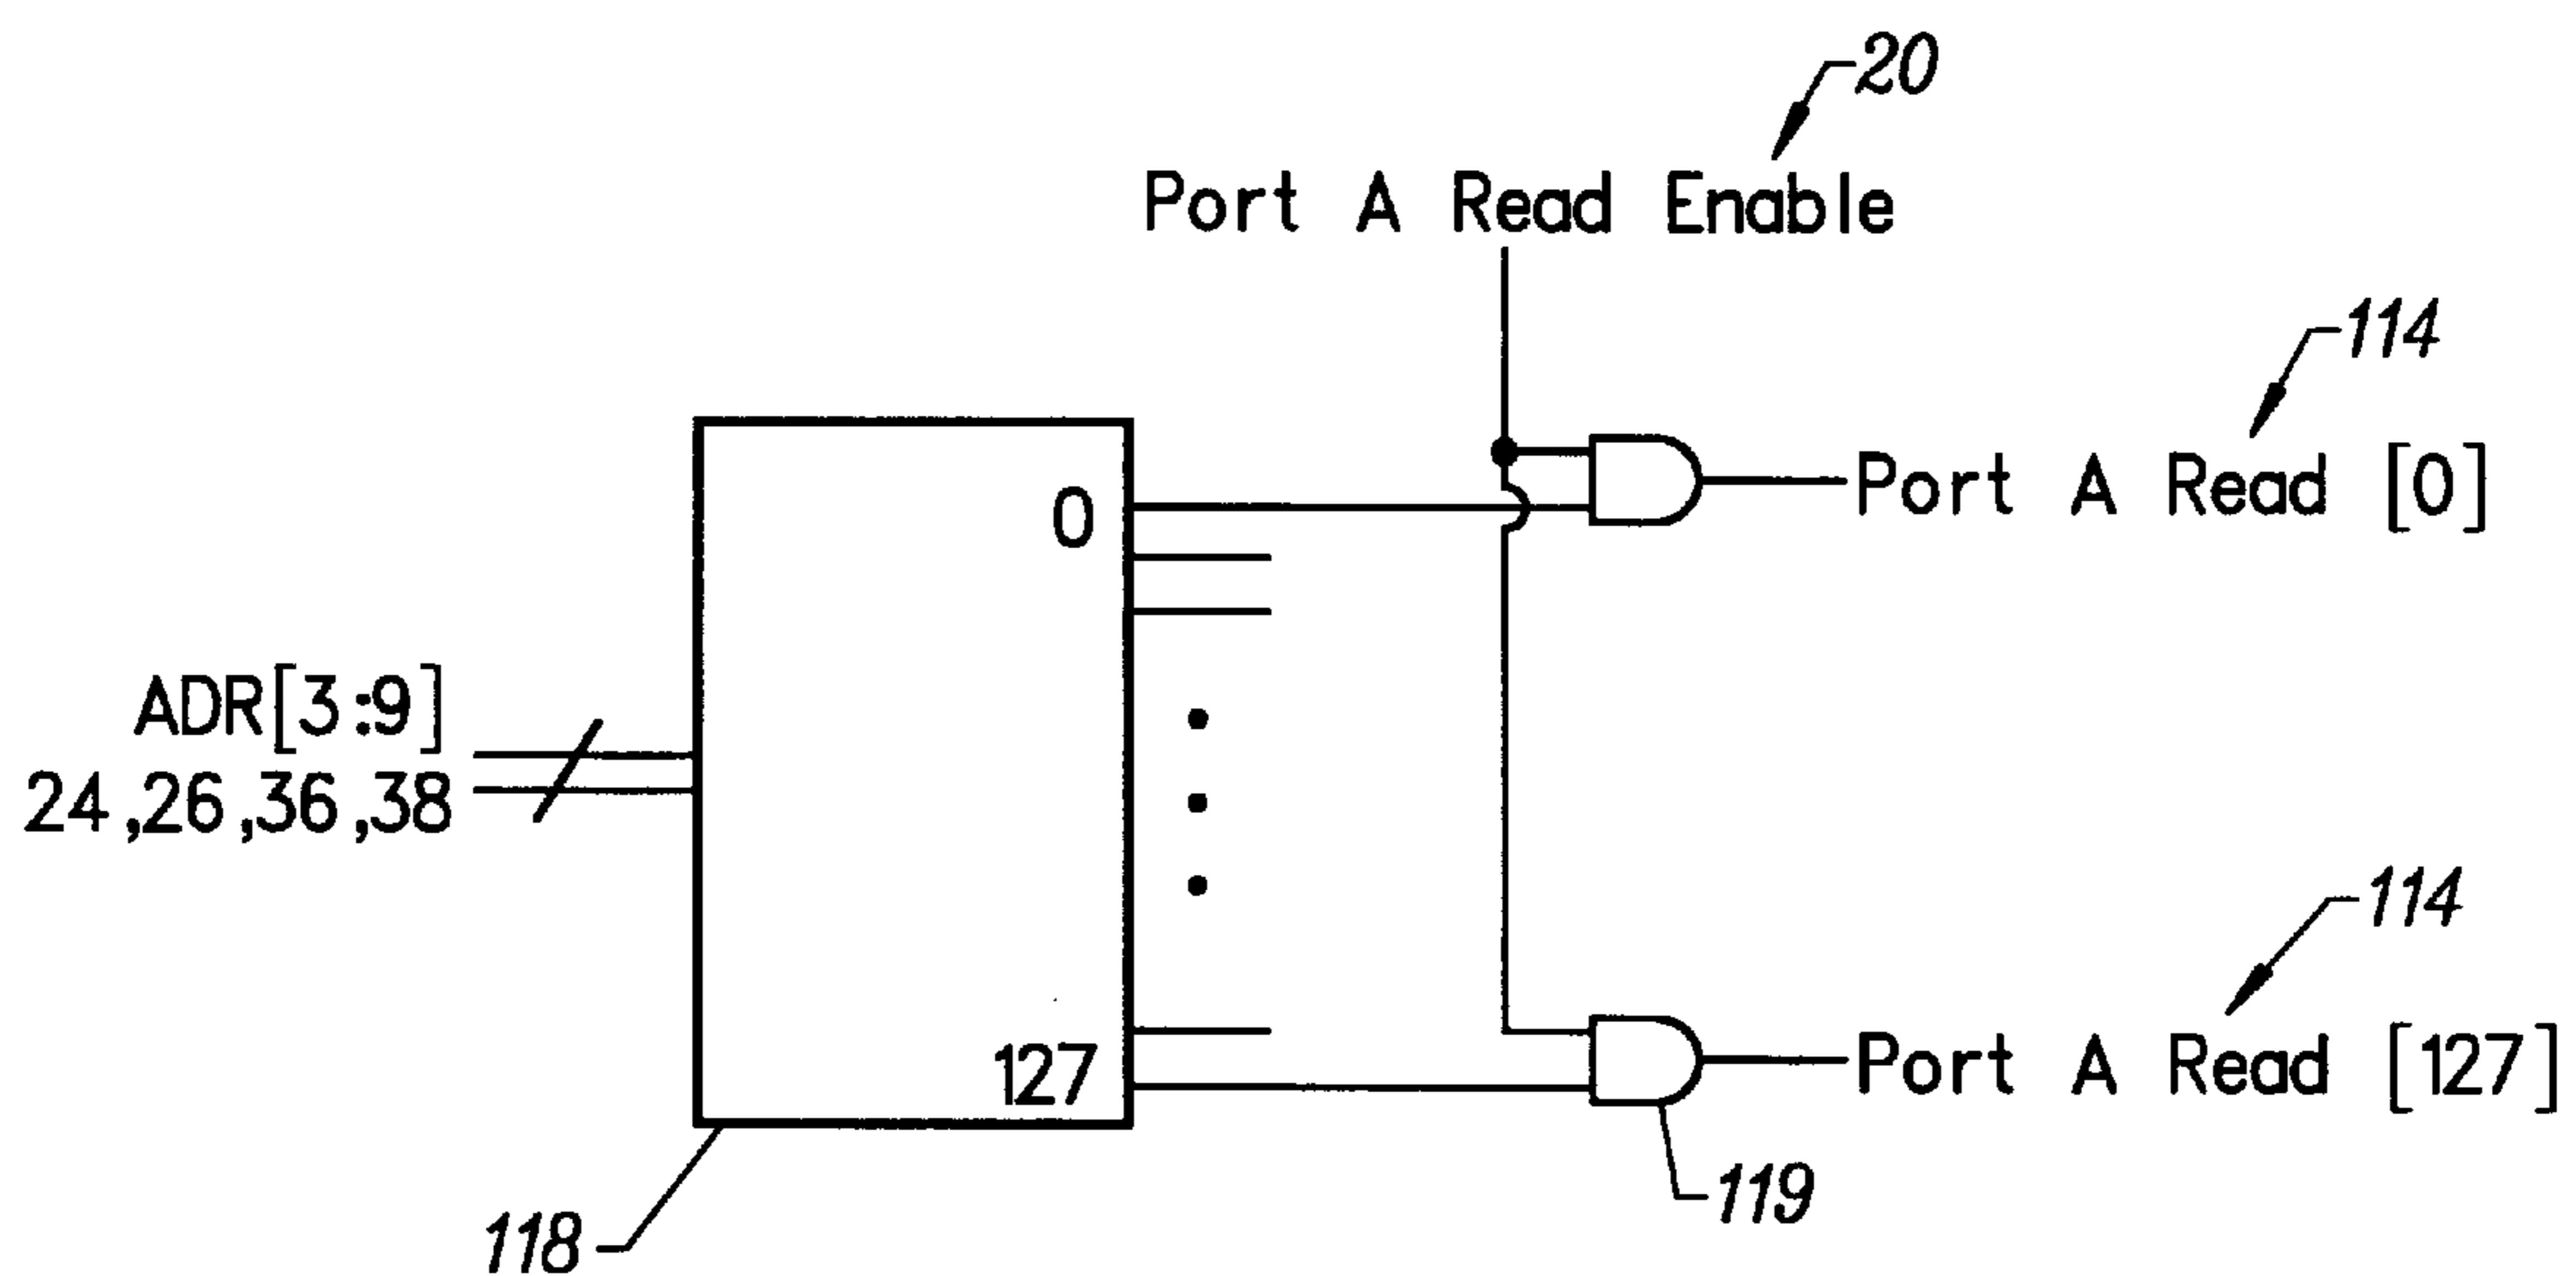 20
Port A Read Enable
114
Port A Read [0]
0
ADR[3:9]
24,26,36,38
114
127
Port A Read [127]
119
118